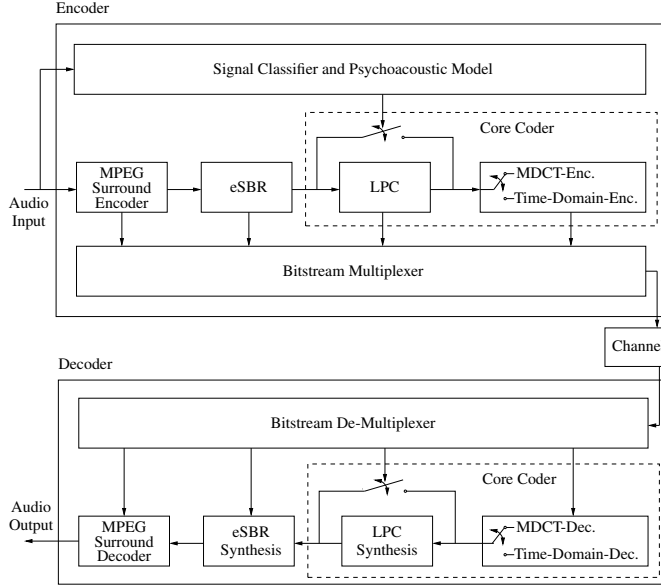 Encoder
Signal Classifier and Psychoacoustic Model
Core Coder
MPEG
Surround
Encoder
eSBR
LPC
MDCT-Enc.
Time-Domain-Enc.
Audio
Input
Bitstream Multiplexer
Channel
Decoder
Bitstream De-Multiplexer
Core Coder
Audio
Output
MPEG
Surround
Decoder
eSBR
Synthesis
LPC
Synthesis
MDCT-Dec.
Time-Domain-Dec.